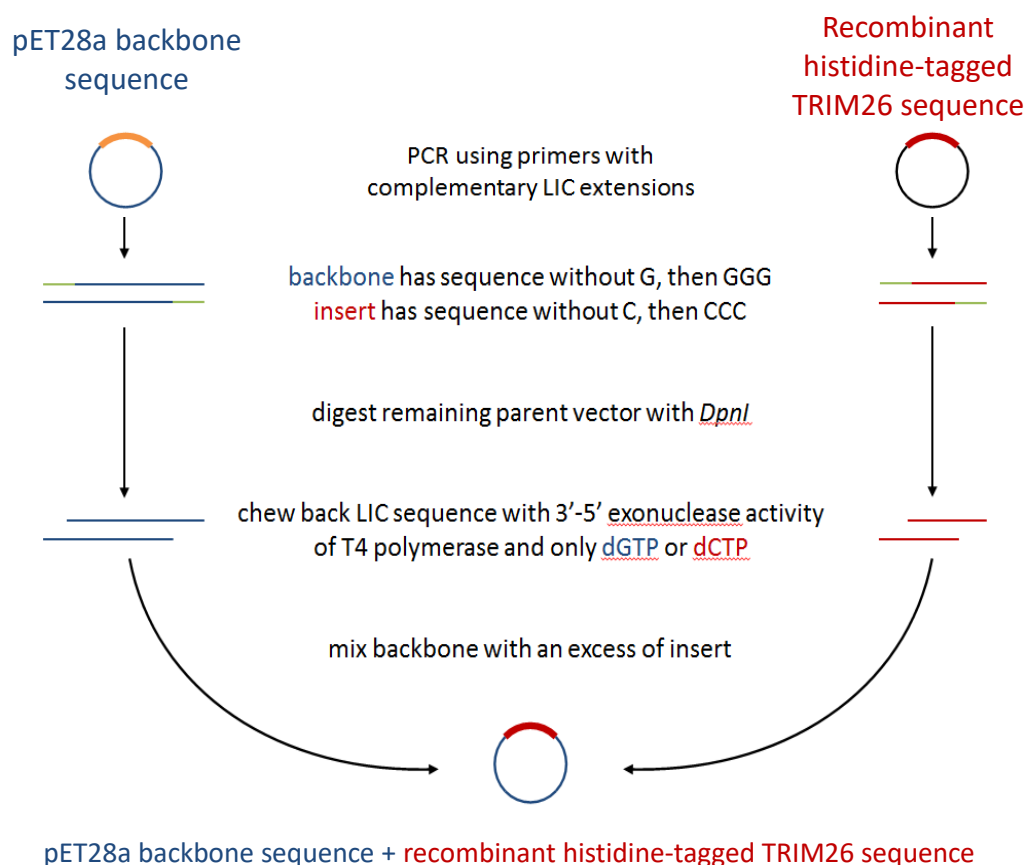 pET28a backbone
sequence
Recombinant
histidine-tagged
TRIM26 sequence
PCR using primers with
complementary LIC extensions
backbone has sequence without G, then GGG
insert has sequence without C, then CCC
digest remaining parent vector with DpnI
chew back LIC sequence with 3’-5’ exonuclease activity
of T4 polymerase and only dGTP or dCTP
mix backbone with an excess of insert
pET28a backbone sequence + recombinant histidine-tagged TRIM26 sequence